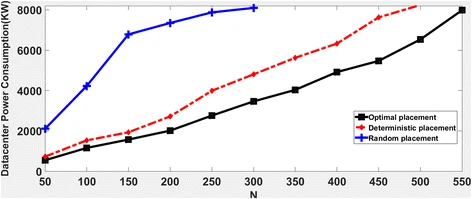 Datacenter Power Consumption(KW)
8000
6000
4000
2000
0
50 100 150 200 250 300 350 400 450 500 550
N
Optimal placement
Deterministic placement
Random placement